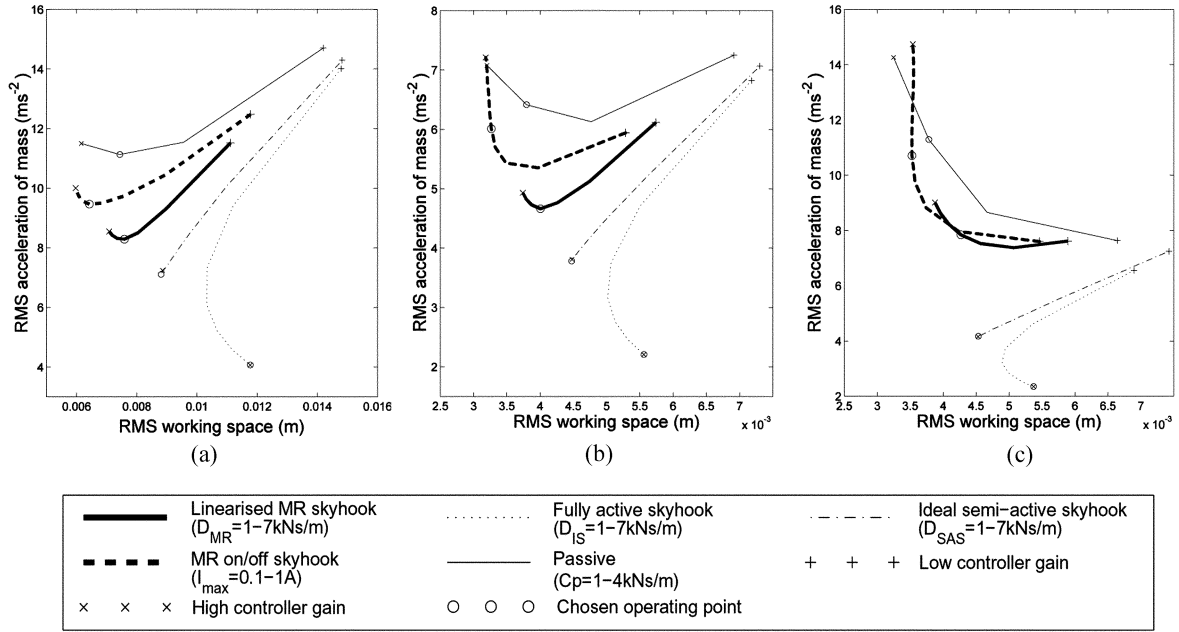 RMS acceleration of mass (ms⁻²)
16
14
12
10
8
6
4
0.006 0.008 0.01 0.012 0.014 0.016
RMS working space (m)
(a)
RMS acceleration of mass (ms⁻²)
8
7
6
5
4
3
2
2.5 3 3.5 4 4.5 5 5.5 6 6.5 7 7.5
RMS working space (m) x 10⁻³
(b)
RMS acceleration of mass (ms⁻²)
16
14
12
10
8
6
4
2
2.5 3 3.5 4 4.5 5 5.5 6 6.5 7 7.5
RMS working space (m) x 10⁻³
(c)
Linearised MR skyhook
(D_MR=1−7kNs/m)
Fully active skyhook
(D_IS=1−7kNs/m)
Ideal semi−active skyhook
(D_SAS=1−7kNs/m)
MR on/off skyhook
(I_max=0.1−1A)
Passive
(Cp=1−4kNs/m)
Low controller gain
High controller gain
Chosen operating point